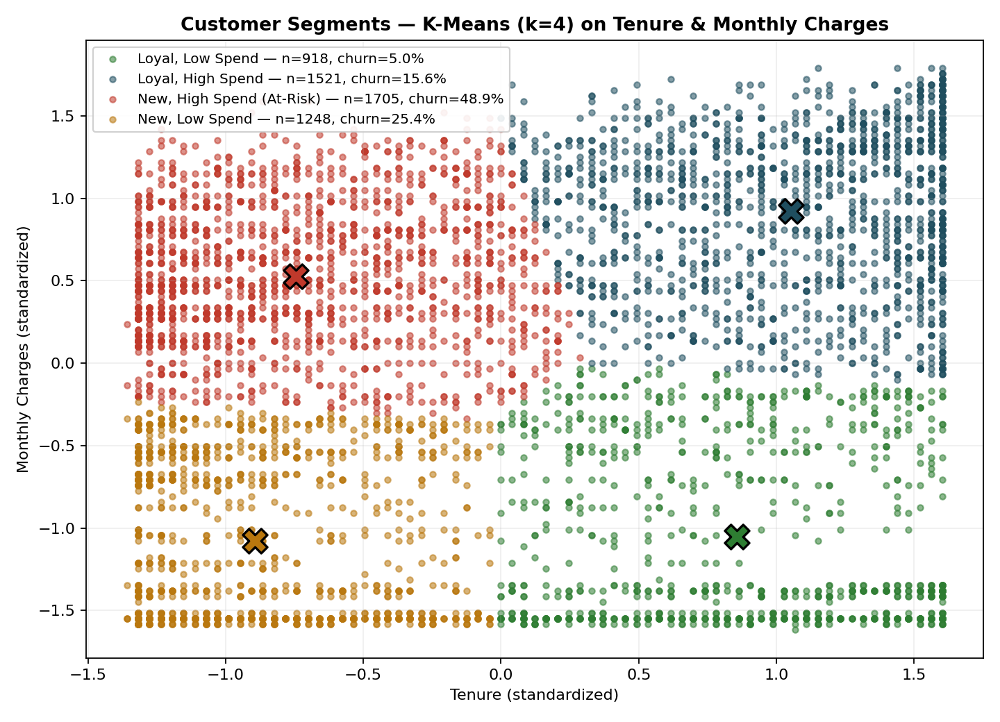 Customer Segments — K-Means (k=4) on Tenure & Monthly Charges
Loyal, Low Spend — n=918, churn=5.0%
Loyal, High Spend — n=1521, churn=15.6%
New, High Spend (At-Risk) — n=1705, churn=48.9%
New, Low Spend — n=1248, churn=25.4%
Monthly Charges (standardized)
1.5
1.0
0.5
0.0
−0.5
−1.0
−1.5
−1.5 −1.0 −0.5 0.0 0.5 1.0 1.5
Tenure (standardized)